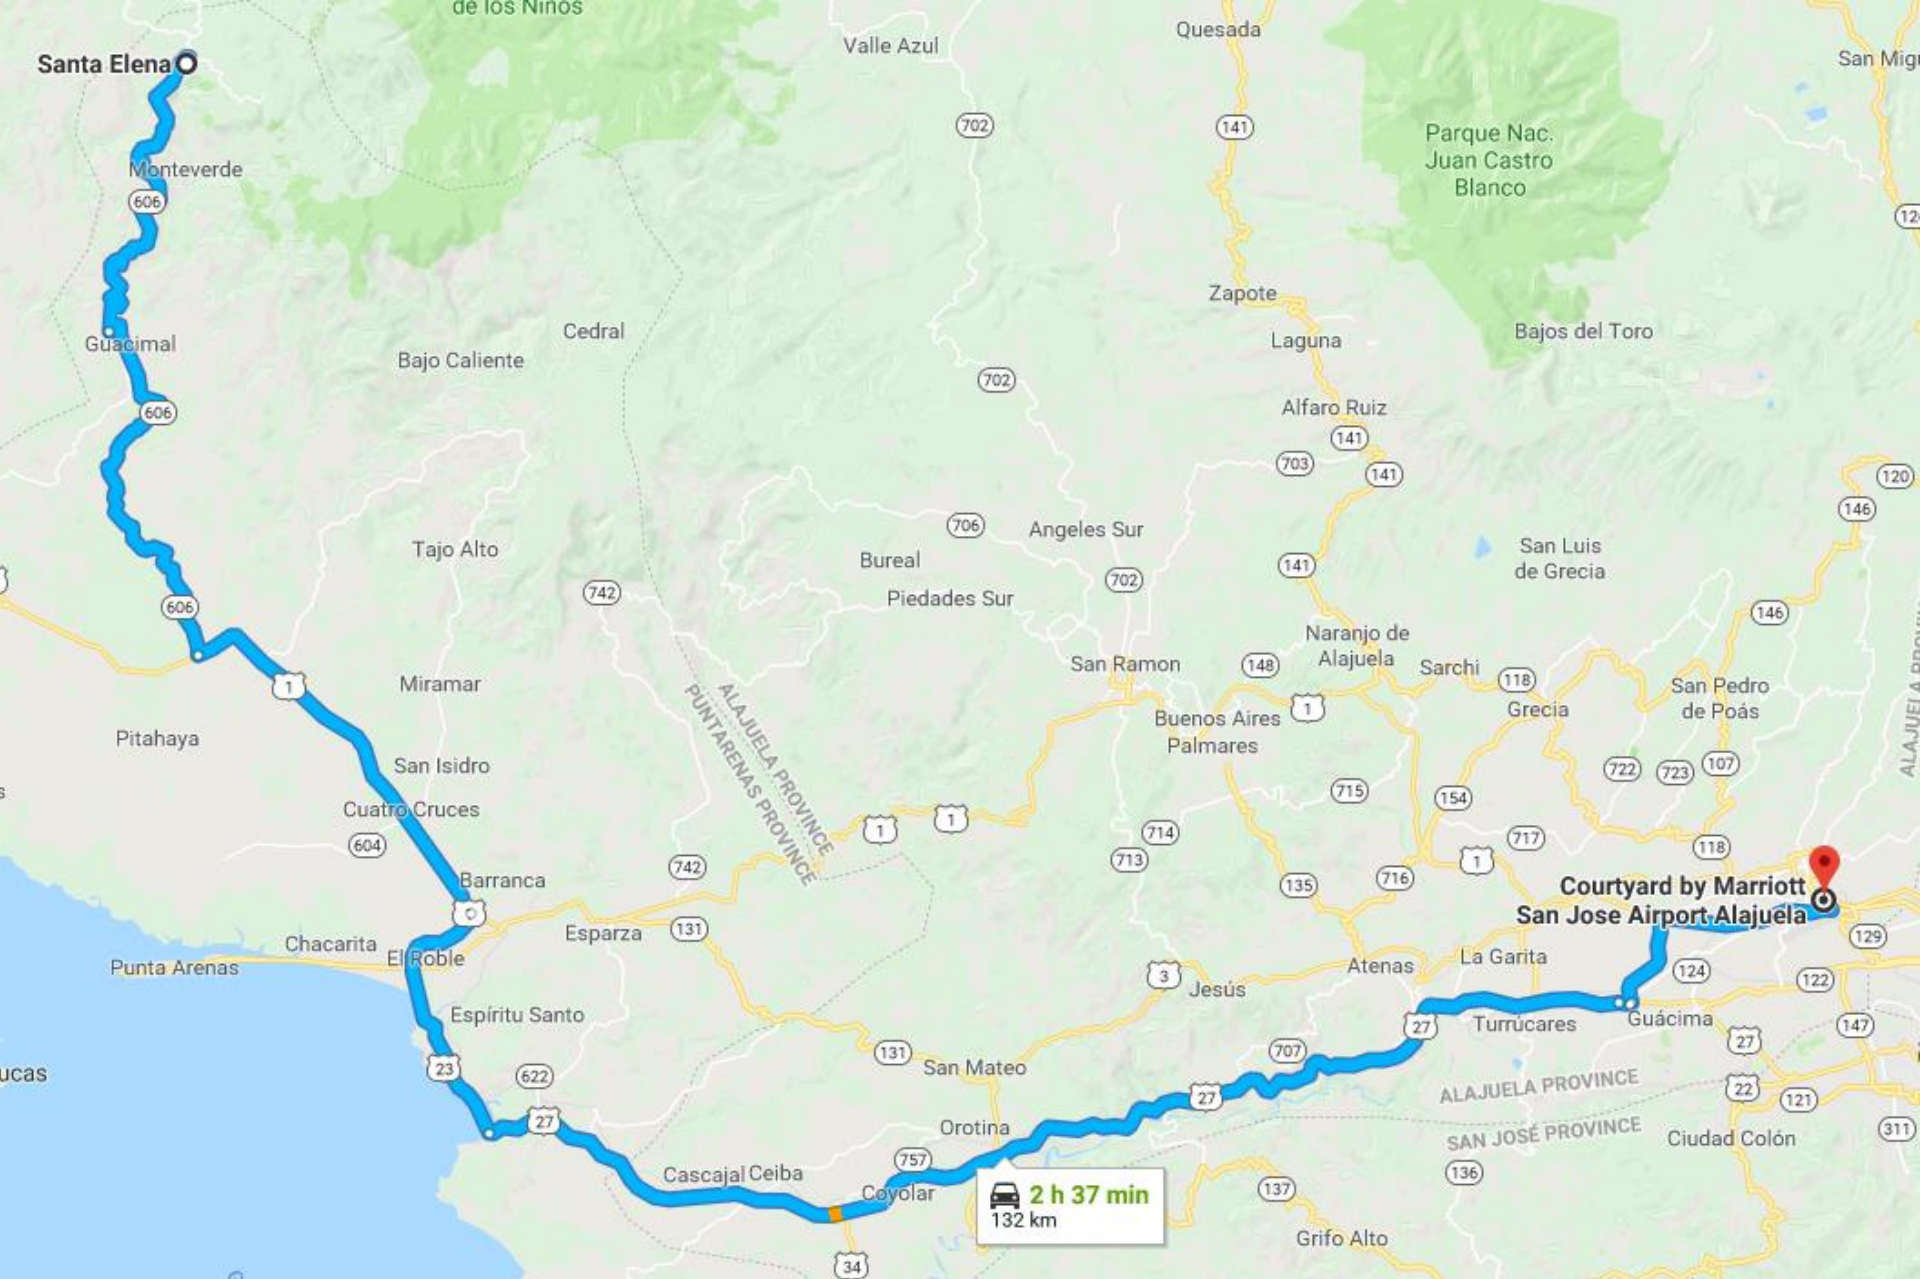 de los Niños
Valle Azul
Quesada
San Migu
Santa Elena
702
141
Parque Nac.
Juan Castro
Blanco
Monteverde
606
12
Zapote
Guacimal
Cedral
Laguna
Bajos del Toro
Bajo Caliente
702
606
Alfaro Ruiz
141
703
141
120
146
706
Angeles Sur
Tajo Alto
Bureal
141
San Luis
de Grecia
742
702
Piedades Sur
606
146
Naranjo de
Alajuela
San Ramon
148
Sarchi
118
1
Miramar
San Pedro
de Poás
1
Grecia
ALAJUELA PROVINCE
PUNTARENAS PROVINCE
Buenos Aires
Palmares
Pitahaya
San Isidro
722
723
107
715
154
Cuatro Cruces
604
1
1
714
713
717
118
1
742
Barranca
135
716
Courtyard by Marriott
San Jose Airport Alajuela
131
Esparza
Chacarita
El Roble
Punta Arenas
129
3
Jesús
Atenas
La Garita
124
122
Espíritu Santo
27
Turrúcares
Guácima
147
27
131
707
23
622
San Mateo
ucas
27
ALAJUELA PROVINCE
SAN JOSÉ PROVINCE
22
121
27
Orotina
Ciudad Colón
311
757
Cascajal
Ceiba
Coyolar
2 h 37 min
132 km
136
137
34
Grifo Alto